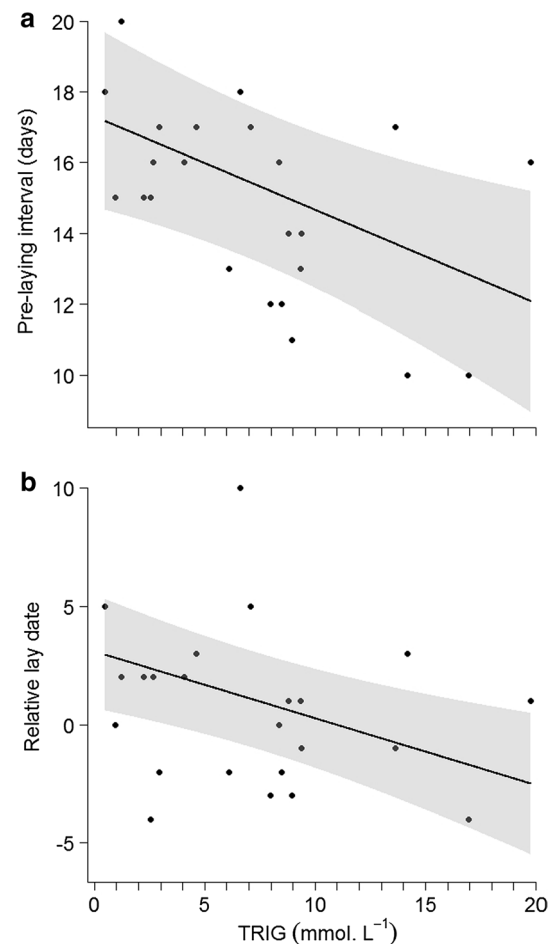 a
20
18
16
14
12
10
Pre-laying interval (days)
b
10
5
0
-5
Relative lay date
0 5 10 15 20
TRIG (mmol. L⁻¹)